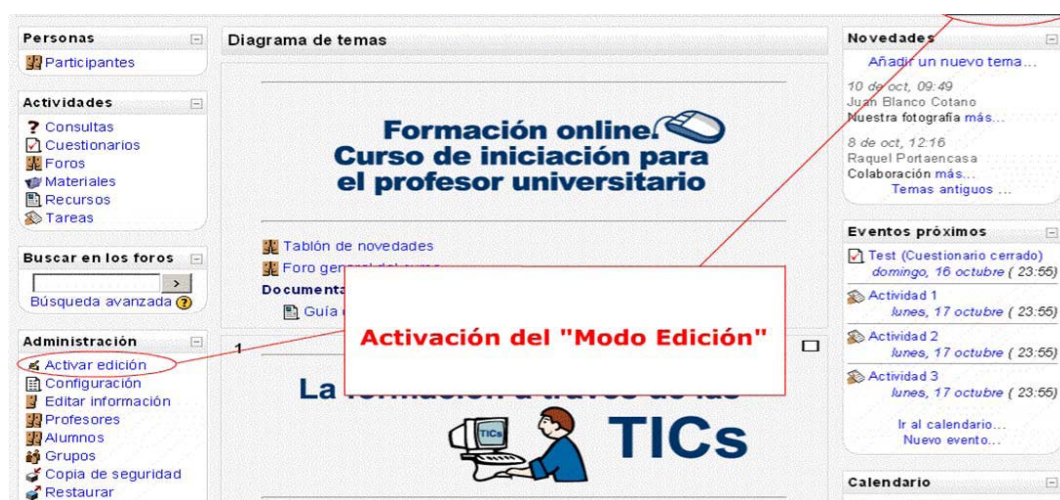 Personas
Participantes
Actividades
Consultas
Cuestionarios
Foros
Materiales
Recursos
Tareas
Buscar en los foros
>
Búsqueda avanzada ?
Administración
Activar edición
Configuración
Editar información
Profesores
Alumnos
Grupos
Copia de seguridad
Restaurar
Diagrama de temas
Formación online.
Curso de iniciación para
el profesor universitario
Tablón de novedades
Foro general del
Documenta
Guía
Activación del "Modo Edición"
1
La formación a través de las
TICs
TICs
Novedades
Añadir un nuevo tema...
10 de oct, 09:49
Juan Blanco Cotano
Nuestra fotografía más...
8 de oct, 12:16
Raquel Portaencasa
Colaboración más...
Temas antiguos ...
Eventos próximos
Test (Cuestionario cerrado)
domingo, 16 octubre ( 23:55)
Actividad 1
lunes, 17 octubre ( 23:55)
Actividad 2
lunes, 17 octubre ( 23:55)
Actividad 3
lunes, 17 octubre ( 23:55)
Ir al calendario...
Nuevo evento...
Calendario